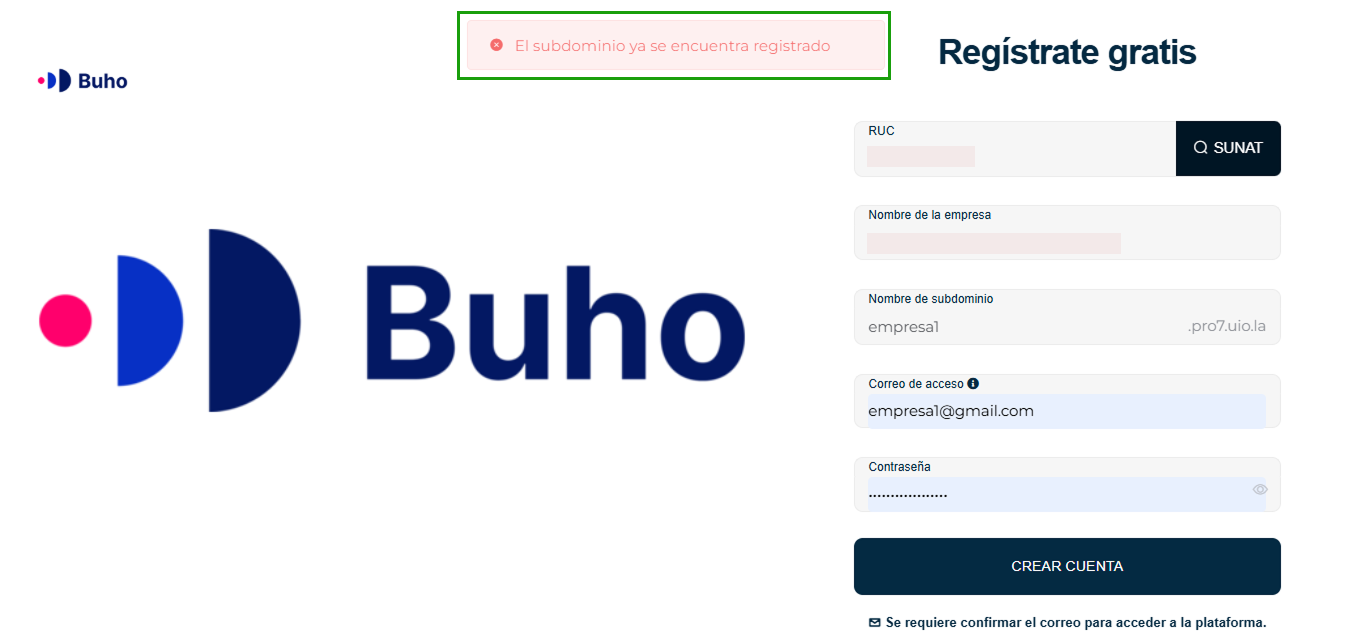 El subdominio ya se encuentra registrado
Buho
Buho
Regístrate gratis
RUC
SUNAT
Nombre de la empresa
Nombre de subdominio
empresa1
.pro7.uio.la
Correo de acceso
empresa1@gmail.com
Contraseña
••••••••••••••••••
CREAR CUENTA
Se requiere confirmar el correo para acceder a la plataforma.